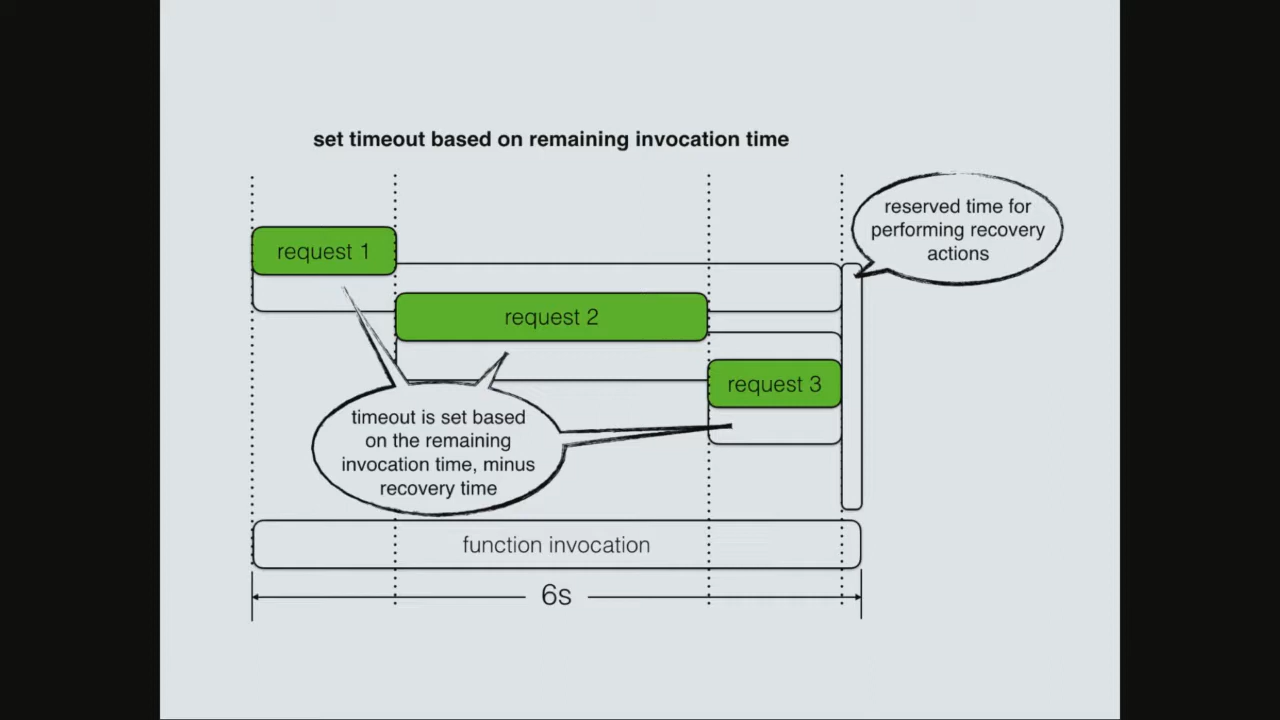 set timeout based on remaining invocation time
reserved time for
performing recovery
actions
request 1
request 2
request 3
timeout is set based
on the remaining
invocation time, minus
recovery time
function invocation
6s